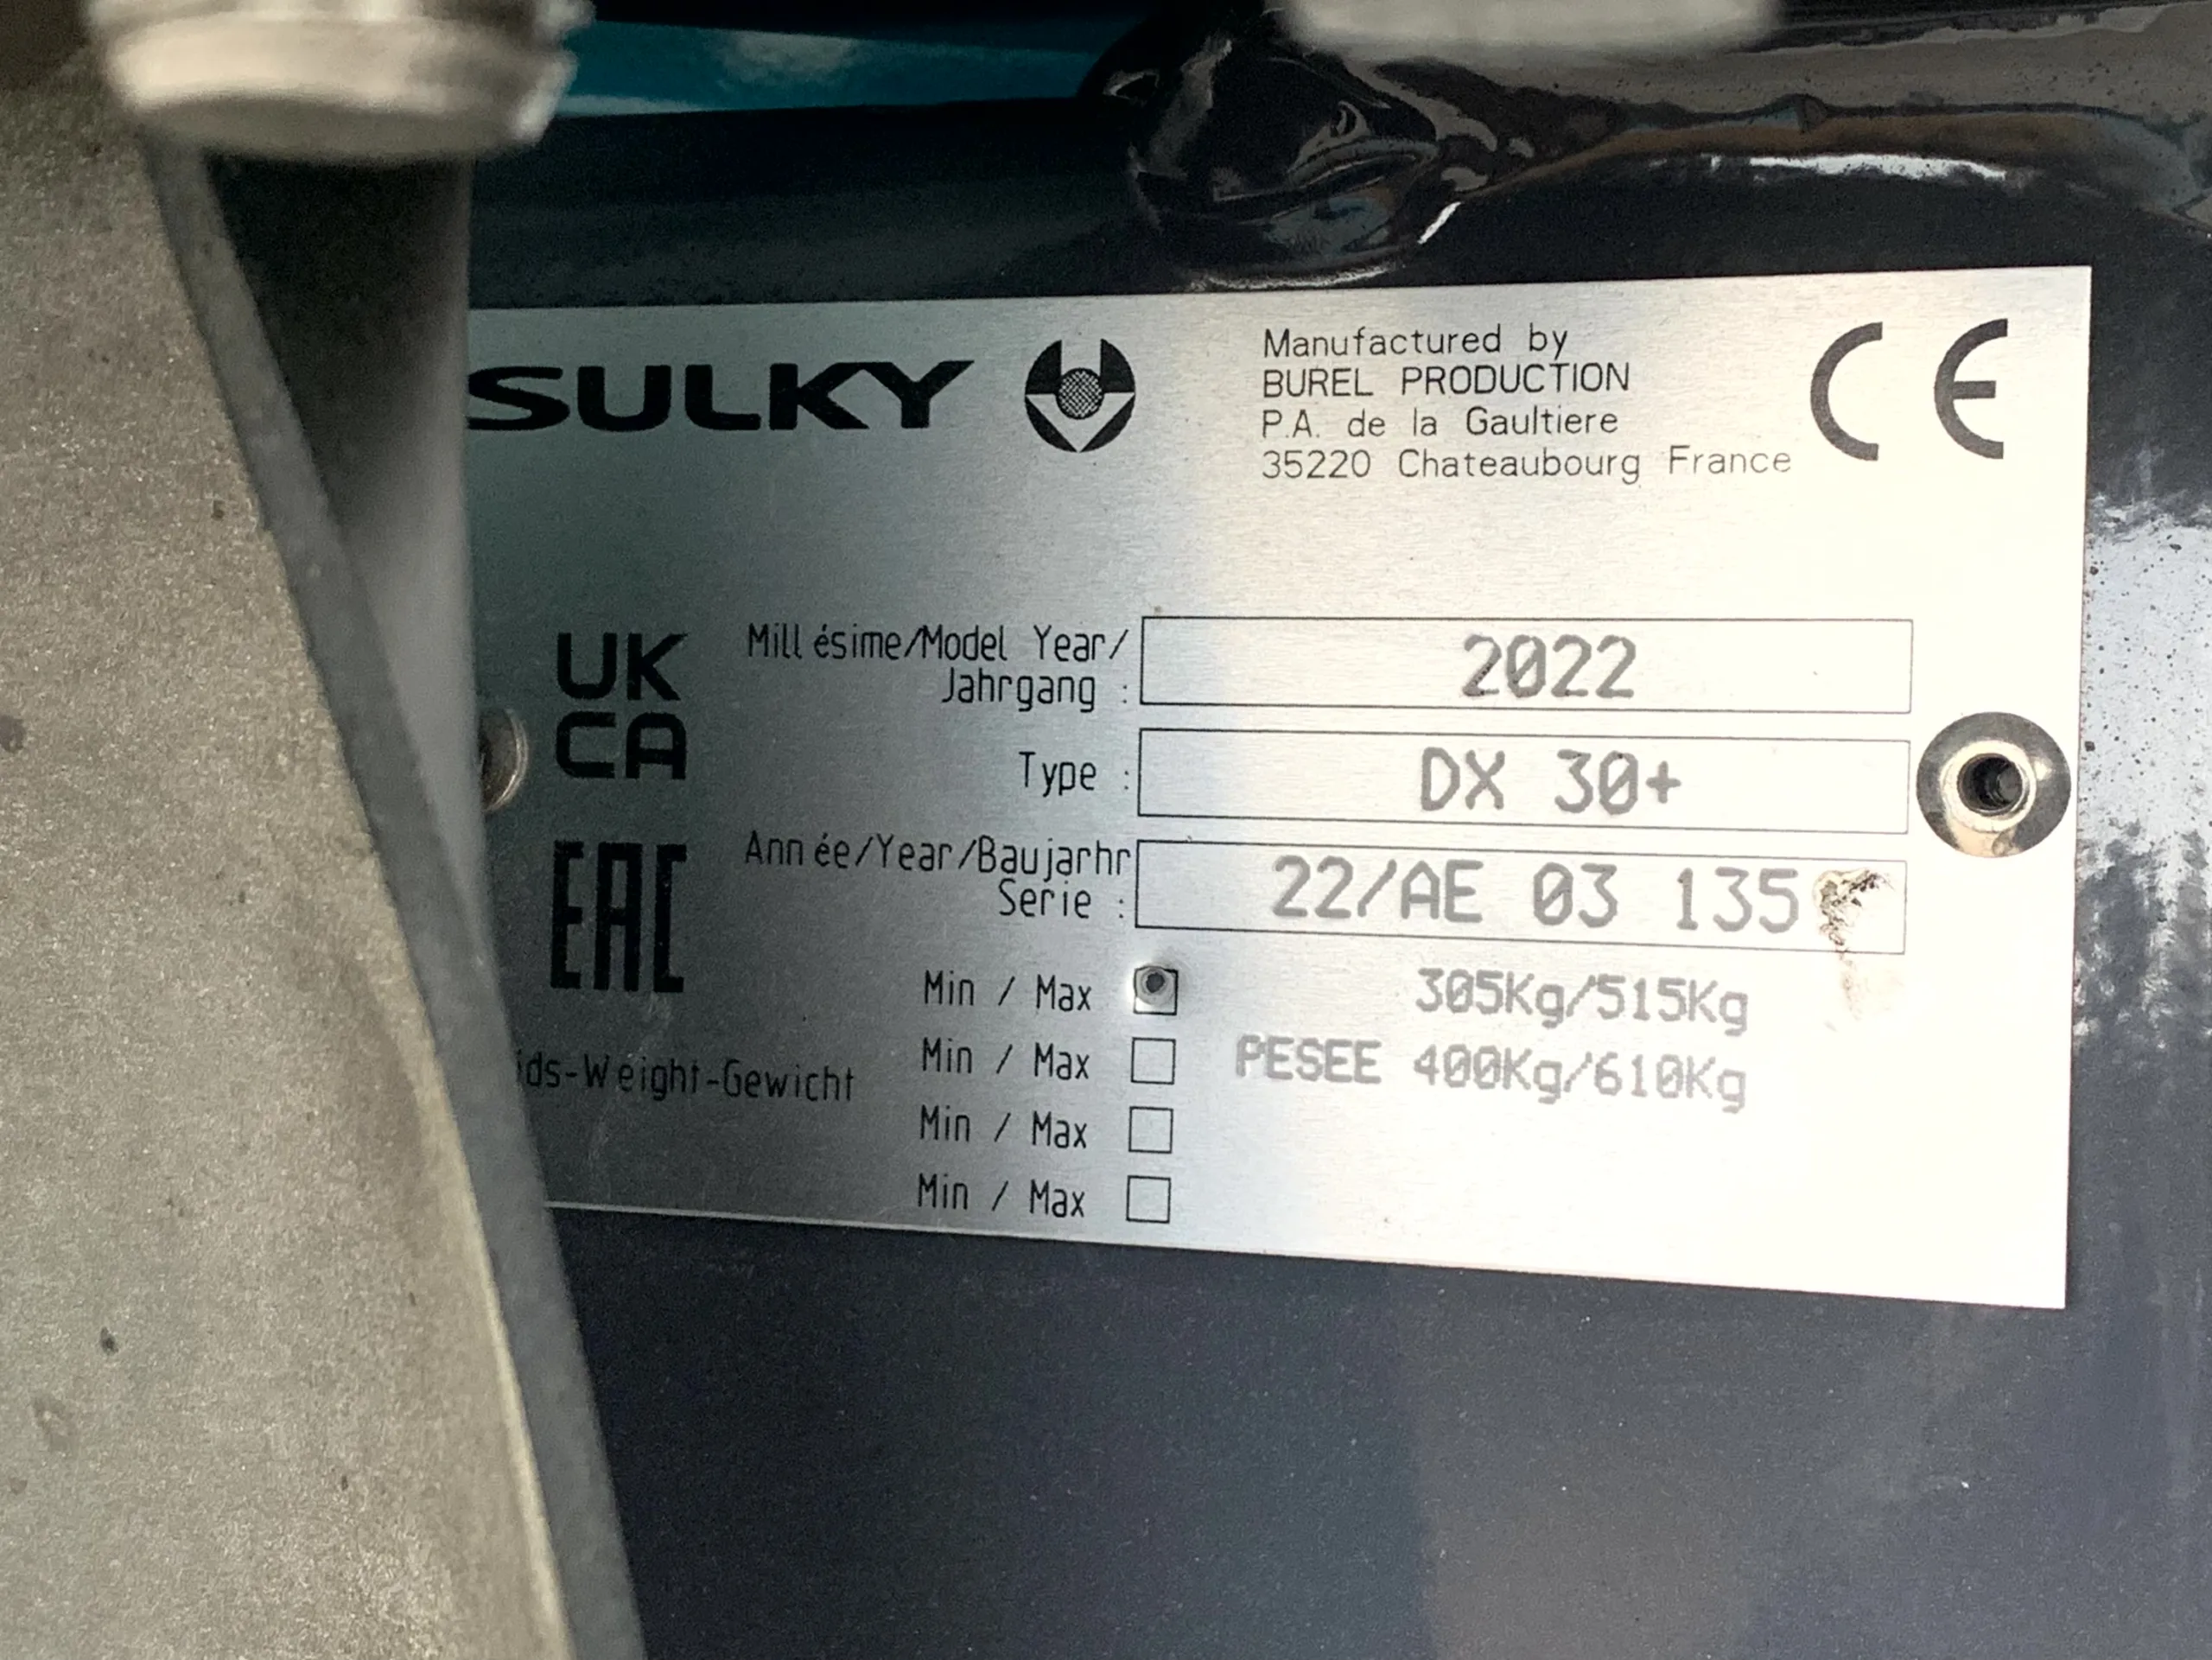 SULKY
Manufactured by
BUREL PRODUCTION
P.A. de la Gaultiere
35220 Chateaubourg France
CE
UK
CA
EAC
Millésime/Model Year/
Jahrgang :
2022
Type :
DX 30+
Année/Year/Baujarhr
Serie :
22/AE 03 135
Min / Max 305Kg/515Kg
Min / Max PESEE 400Kg/610Kg
-Weight-Gewicht
Min / Max
Min / Max